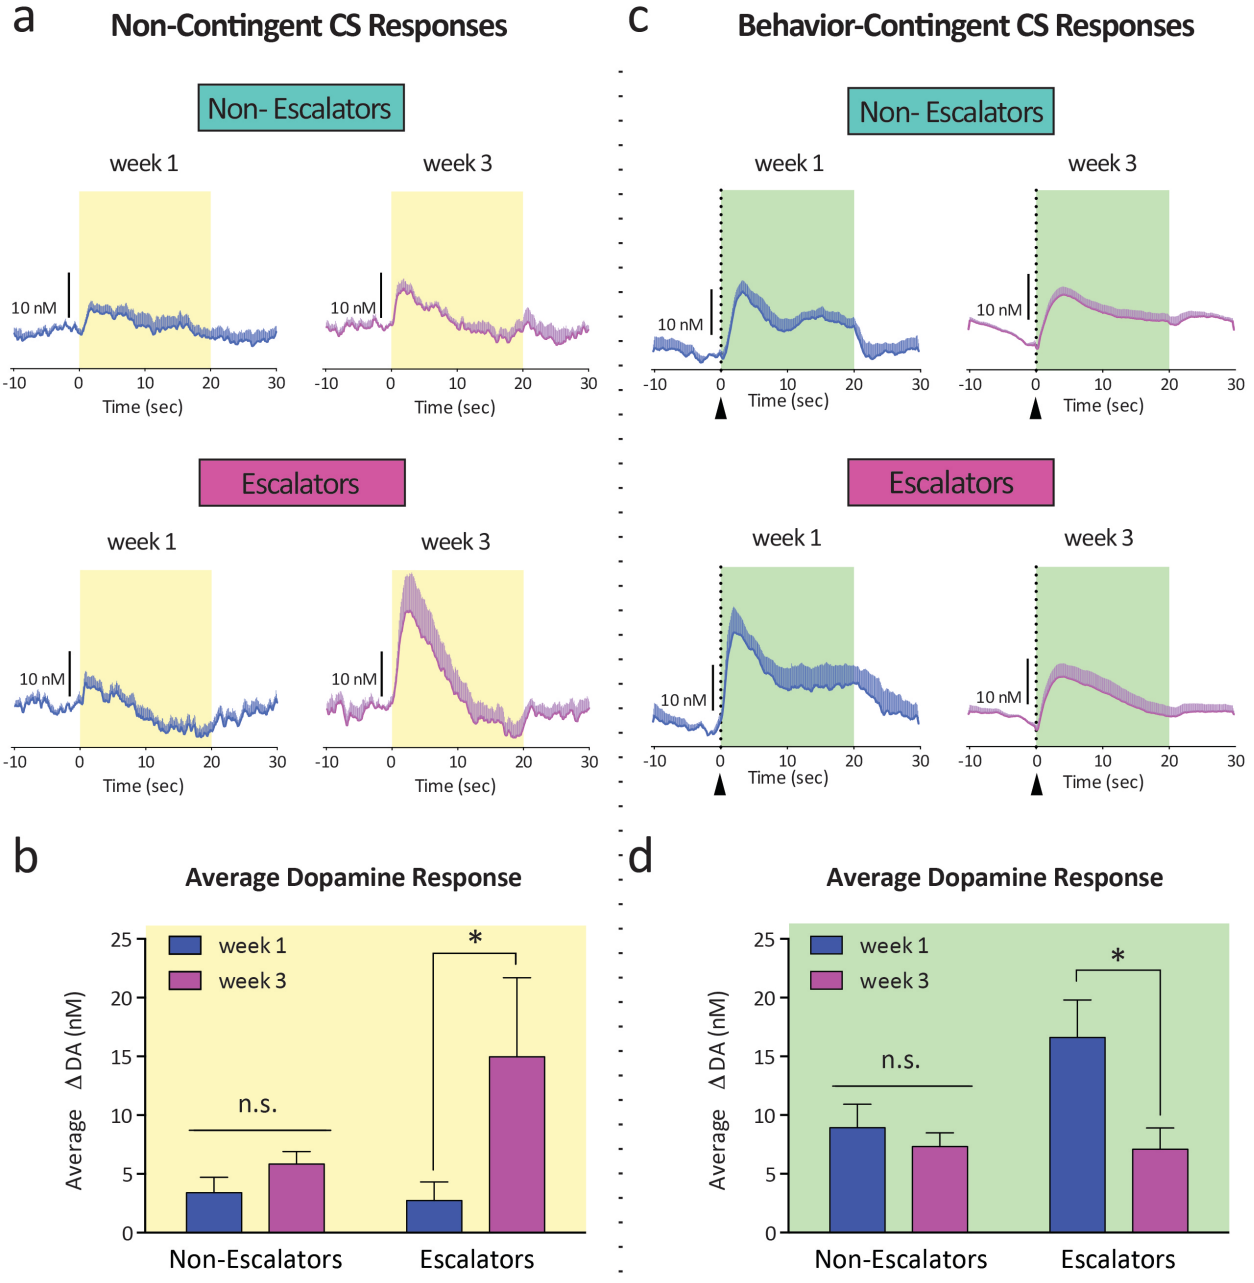 a
Non-Contingent CS Responses
Non- Escalators
week 1
week 3
10 nM
10 nM
-10 0 10 20 30
-10 0 10 20 30
Time (sec)
Time (sec)
Escalators
week 1
week 3
10 nM
10 nM
-10 0 10 20 30
-10 0 10 20 30
Time (sec)
Time (sec)
b
Average Dopamine Response
Average Δ DA (nM)
25
20
15
10
5
0
week 1
week 3
n.s.
*
Non-Escalators
Escalators
c
Behavior-Contingent CS Responses
Non- Escalators
week 1
week 3
10 nM
10 nM
-10 0 10 20 30
-10 0 10 20 30
Time (sec)
Time (sec)
Escalators
week 1
week 3
10 nM
10 nM
-10 0 10 20 30
-10 0 10 20 30
Time (sec)
Time (sec)
d
Average Dopamine Response
Average Δ DA (nM)
25
20
15
10
5
0
week 1
week 3
n.s.
*
Non-Escalators
Escalators